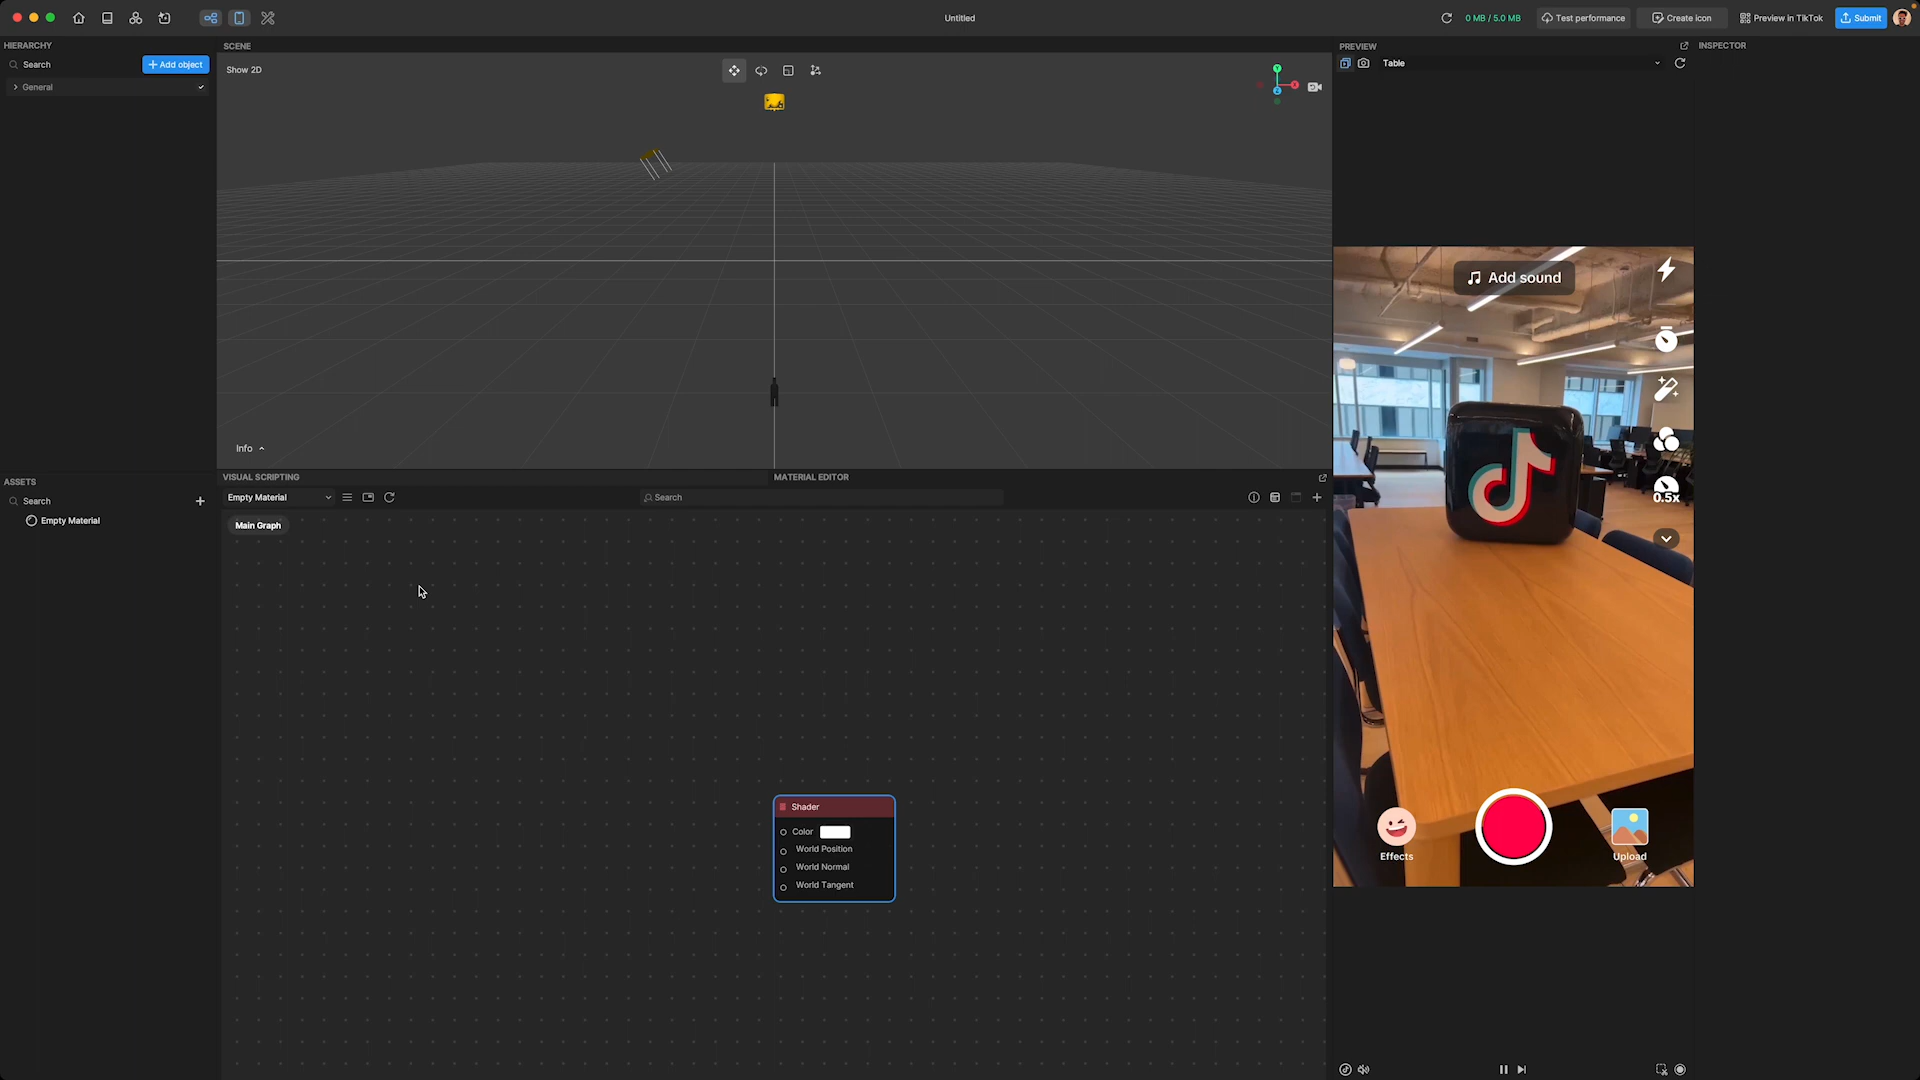 Untitled
0 MB / 5.0 MB
Test performance
Create icon
Preview in TikTok
Submit
HIERARCHY
Search
+ Add object
General
SCENE
Show 2D
Y
X
Z
Info
PREVIEW
Table
INSPECTOR
Add sound
0.5x
Effects
Upload
ASSETS
Search
Empty Material
VISUAL SCRIPTING
MATERIAL EDITOR
Empty Material
Search
Main Graph
Shader
Color
World Position
World Normal
World Tangent